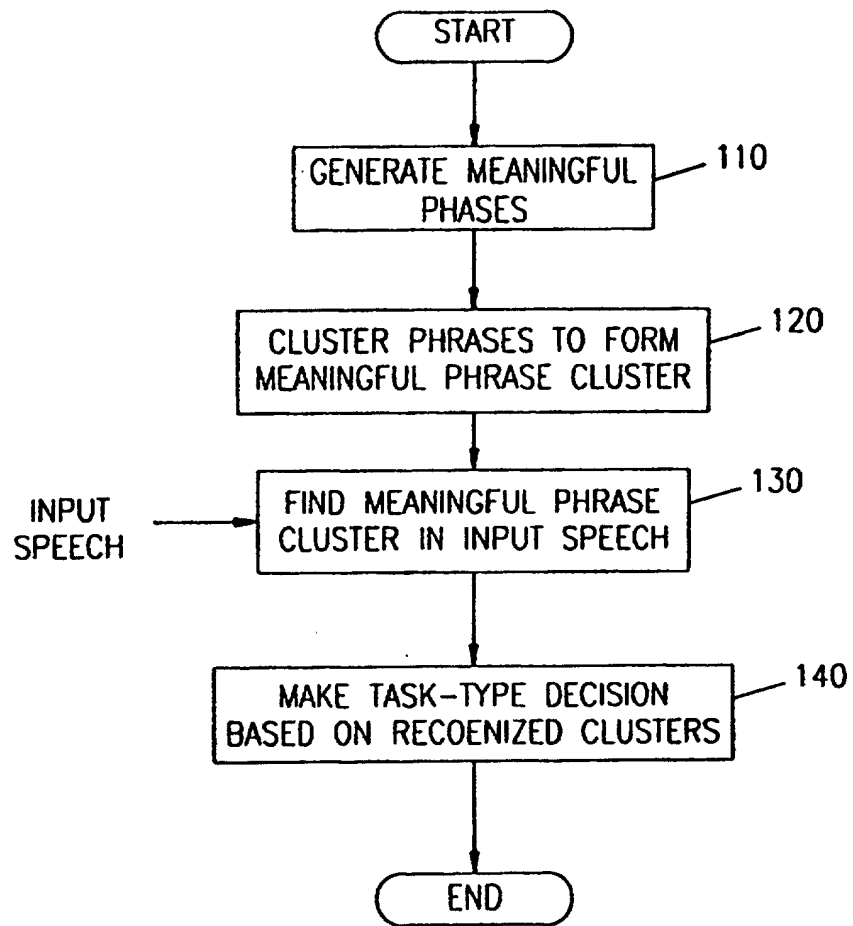 START
GENERATE MEANINGFUL
PHASES
110
CLUSTER PHRASES TO FORM
MEANINGFUL PHRASE CLUSTER
120
INPUT
SPEECH
FIND MEANINGFUL PHRASE
CLUSTER IN INPUT SPEECH
130
MAKE TASK-TYPE DECISION
BASED ON RECOENIZED CLUSTERS
140
END